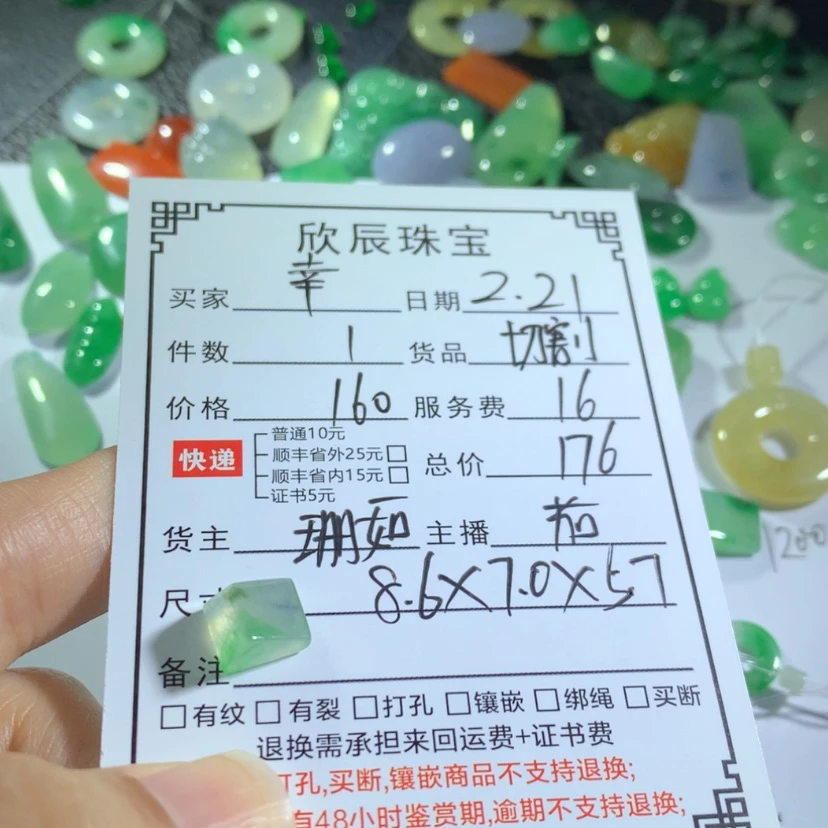 欣辰珠宝
买家 幸 日期 2.21
件数 1 货品 切割
价格 160 服务费 16
快递
普通10元
顺丰省外25元□
顺丰省内15元□
证书5元
总价 176
货主 珊茹 主播
尺 8.6X7.0X57
备注
□有纹 □有裂 □打孔 □镶嵌 □绑绳 □买断
退换需承担来回运费+证书费
打孔,买断,镶嵌商品不支持退换;
有48小时鉴赏期,逾期不支持退换;
1200